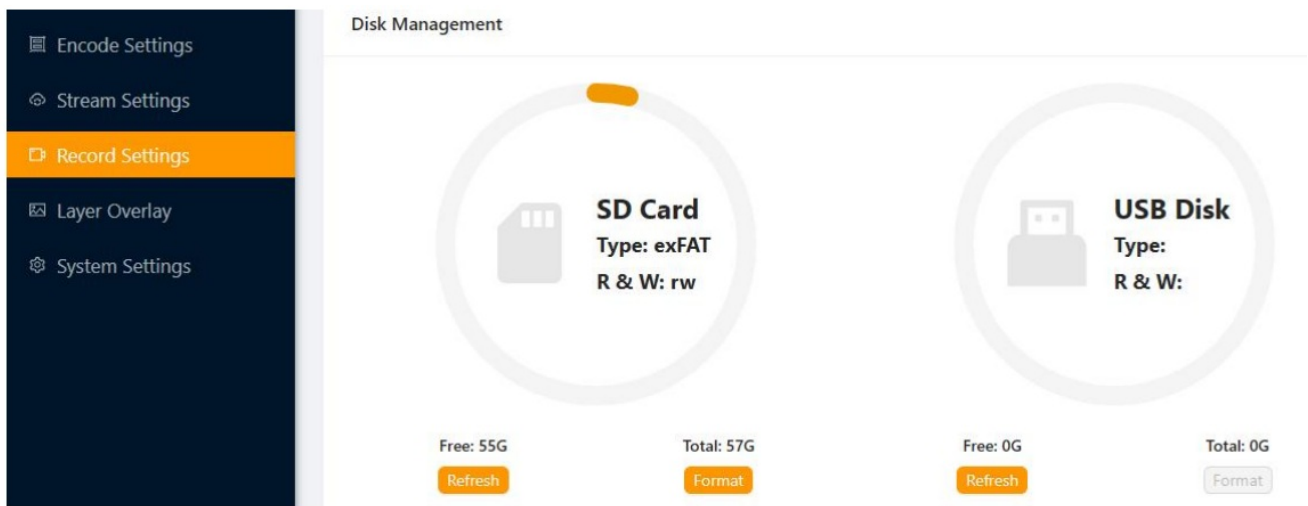 Encode Settings
Stream Settings
Record Settings
Layer Overlay
System Settings
Disk Management
SD Card
Type: exFAT
R & W: rw
Free: 55G
Total: 57G
Refresh
Format
USB Disk
Type:
R & W:
Free: 0G
Total: 0G
Refresh
Format